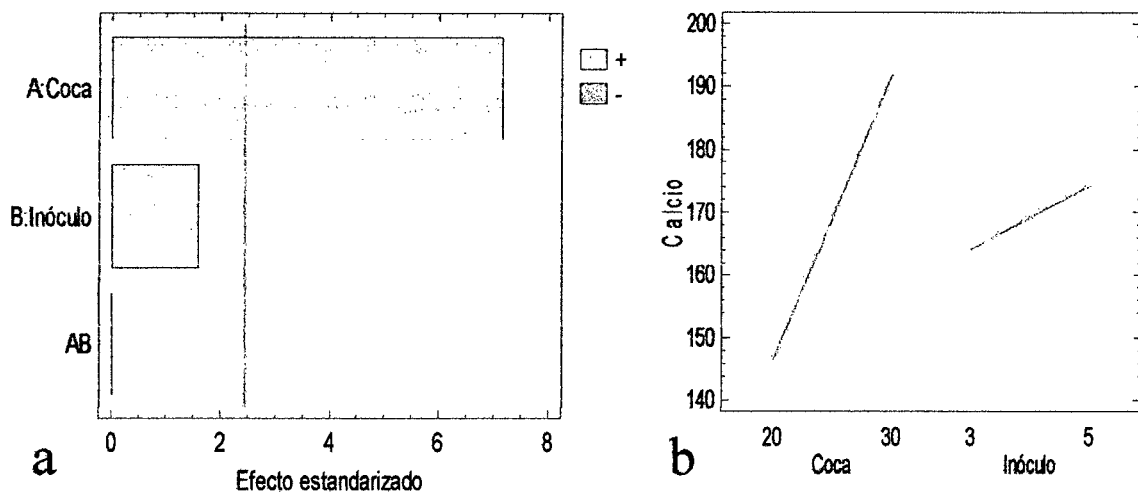 A:Coca
B:Inóculo
AB
0 2 4 6 8
Efecto estandarizado
+
-
a
200
190
180
170
160
150
140
Calcio
20 30 3 5
Coca Inóculo
b